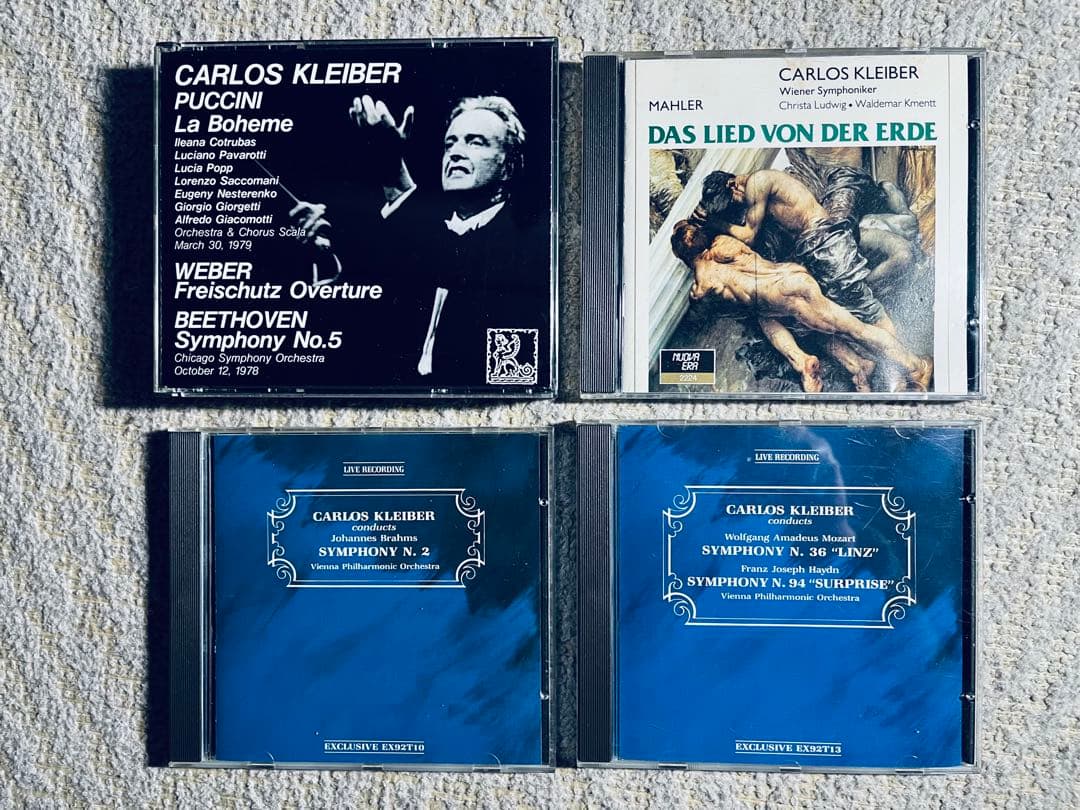 CARLOS KLEIBER
PUCCINI
La Boheme
Ileana Cotrubas
Luciano Pavarotti
Lucia Popp
Lorenzo Saccomani
Eugeny Nesterenko
Giorgio Giorgetti
Alfredo Giacomotti
Orchestra & Chorus Scala
March 30, 1979
WEBER
Freischutz Overture
BEETHOVEN
Symphony No.5
Chicago Symphony Orchestra
October 12, 1978
CARLOS KLEIBER
Wiener Symphoniker
MAHLER
Christa Ludwig • Waldemar Kmentt
DAS LIED VON DER ERDE
NUOVA
ERA
2224
LIVE RECORDING
CARLOS KLEIBER
conducts
Johannes Brahms
SYMPHONY N. 2
Vienna Philharmonic Orchestra
EXCLUSIVE EX92T10
LIVE RECORDING
CARLOS KLEIBER
conducts
Wolfgang Amadeus Mozart
SYMPHONY N. 36 "LINZ"
Franz Joseph Haydn
SYMPHONY N. 94 "SURPRISE"
Vienna Philharmonic Orchestra
EXCLUSIVE EX92T13